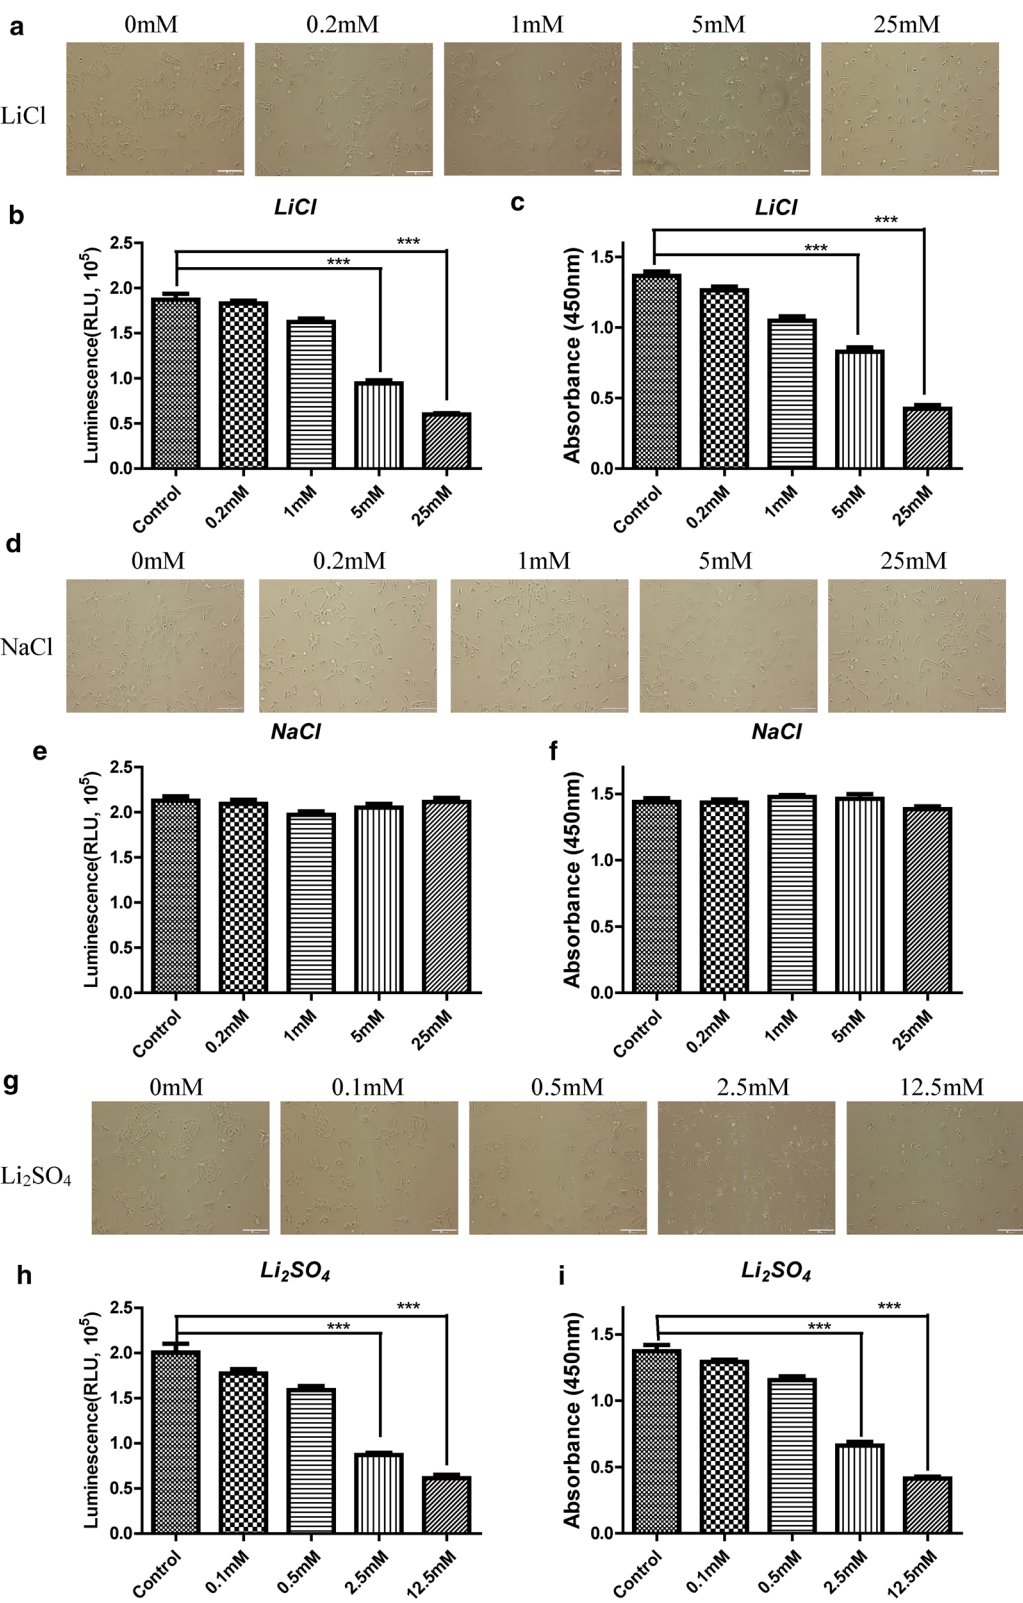 a
0mM 0.2mM 1mM 5mM 25mM
LiCl
b
LiCl
Luminescence(RLU, 10⁵)
2.5
2.0
1.5
1.0
0.5
0.0
***
***
Control 0.2mM 1mM 5mM 25mM
c
LiCl
Absorbance (450nm)
1.5
1.0
0.5
0.0
***
***
Control 0.2mM 1mM 5mM 25mM
d
0mM 0.2mM 1mM 5mM 25mM
NaCl
e
NaCl
Luminescence(RLU, 10⁵)
2.5
2.0
1.5
1.0
0.5
0.0
Control 0.2mM 1mM 5mM 25mM
f
NaCl
Absorbance (450nm)
1.5
1.0
0.5
0.0
Control 0.2mM 1mM 5mM 25mM
g
0mM 0.1mM 0.5mM 2.5mM 12.5mM
Li₂SO₄
h
Li₂SO₄
Luminescence(RLU, 10⁵)
2.5
2.0
1.5
1.0
0.5
0.0
***
***
Control 0.1mM 0.5mM 2.5mM 12.5mM
i
Li₂SO₄
Absorbance (450nm)
1.5
1.0
0.5
0.0
***
***
Control 0.1mM 0.5mM 2.5mM 12.5mM